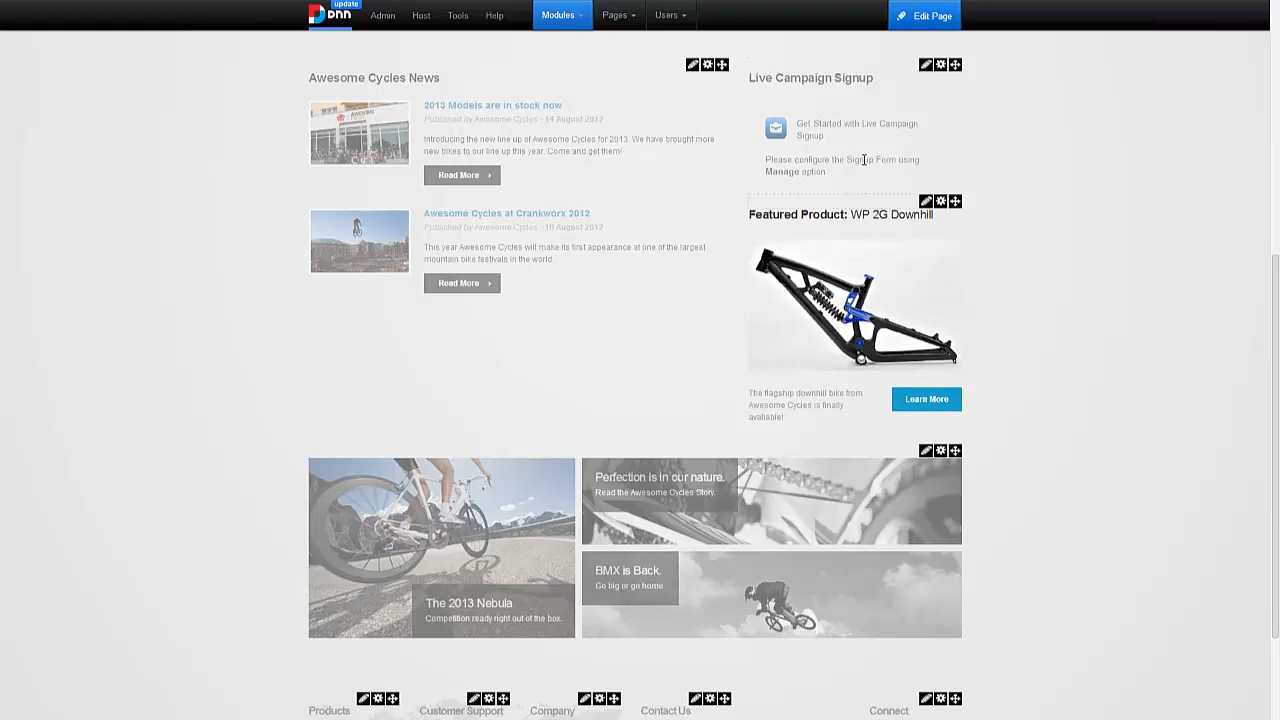 update
DNN Admin Host Tools Help Modules Pages Users Edit Page
Awesome Cycles News
2013 Models are in stock now
Published by Awesome Cycles - 14 August 2012
Introducing the new line up of Awesome Cycles for 2013. We have brought more
new bikes to our line up this year. Come and get them!
Read More
Awesome Cycles at Crankworx 2012
Published by Awesome Cycles - 10 August 2012
This year Awesome Cycles will make its first appearance at one of the largest
mountain bike festivals in the world.
Read More
Live Campaign Signup
Get Started with Live Campaign
Signup
Please configure the Signup Form using
Manage option
Featured Product: WP 2G Downhill
The flagship downhill bike from
Awesome Cycles is finally
avaliable!
Learn More
The 2013 Nebula
Competition ready right out of the box.
Perfection is in our nature.
Read the Awesome Cycles Story.
BMX is Back.
Go big or go home
Products Customer Support Company Contact Us Connect